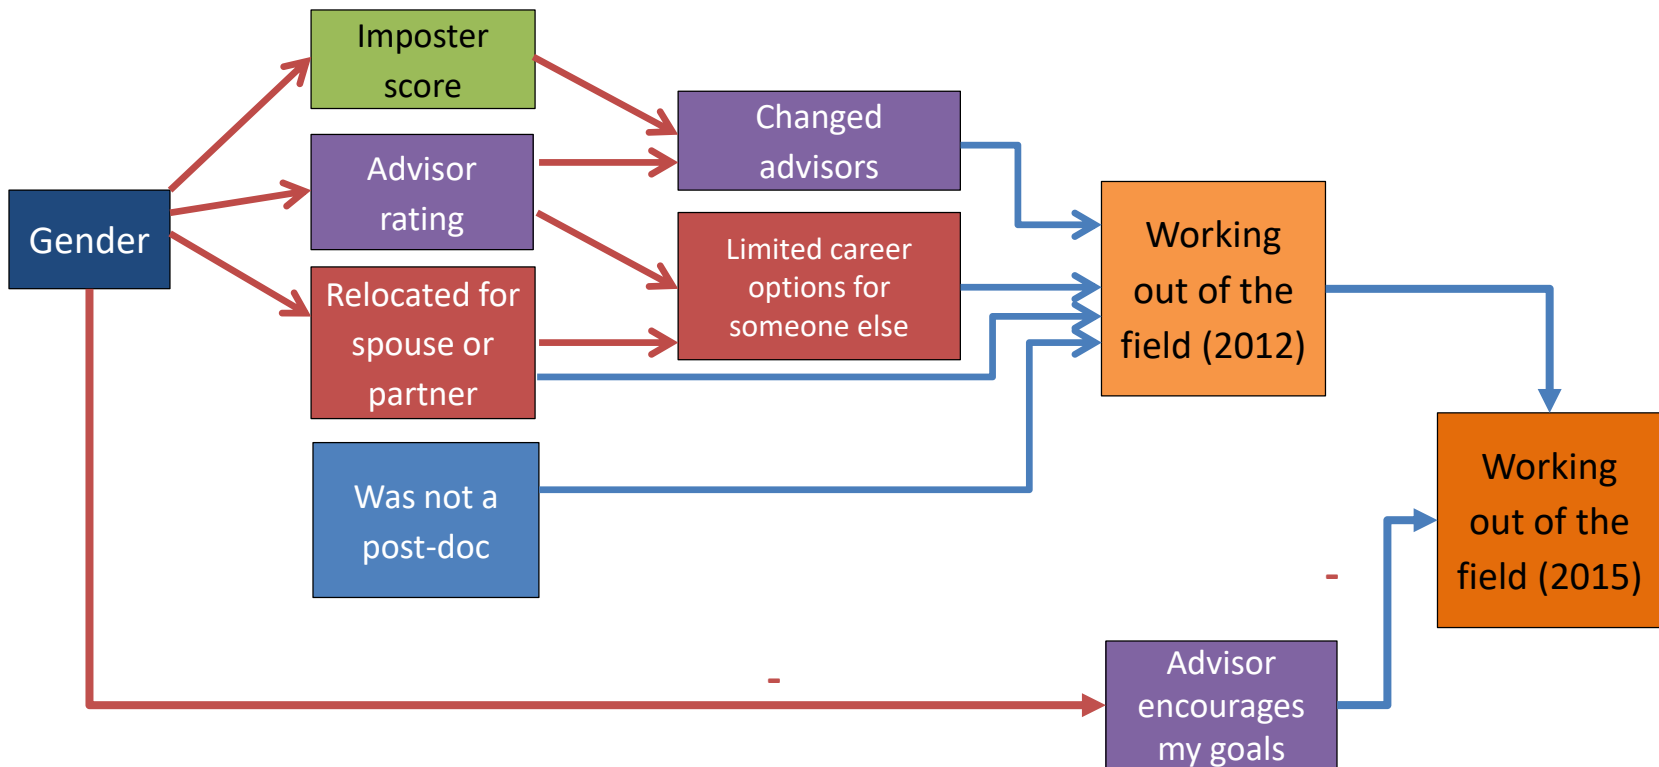 Imposter
score
Changed
advisors
Advisor
rating
Gender
Working
out of the
field (2012)
Limited career
options for
someone else
Relocated for
spouse or
partner
Was not a
post-doc
Working
out of the
field (2015)
-
-
Advisor
encourages
my goals